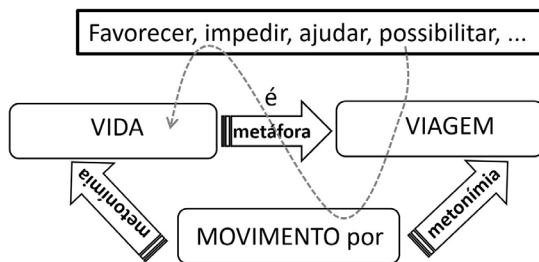 Favorecer, impedir, ajudar, possibilitar, ...
é
VIDA
metáfora
VIAGEM
metonímia
metonímia
MOVIMENTO por